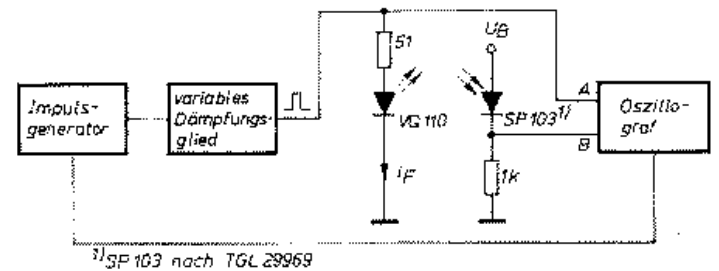 Impuls-
generator
variables
Dämpfungs-
glied
51
VQ 110
iF
UB
SP 103 1)
1k
A
B
Oszillo-
graf
1) SP 103 nach TGL 29969